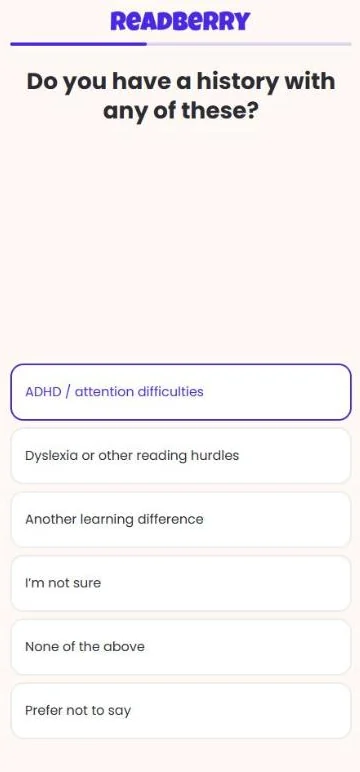 READBERRY
Do you have a history with
any of these?
ADHD / attention difficulties
Dyslexia or other reading hurdles
Another learning difference
I'm not sure
None of the above
Prefer not to say